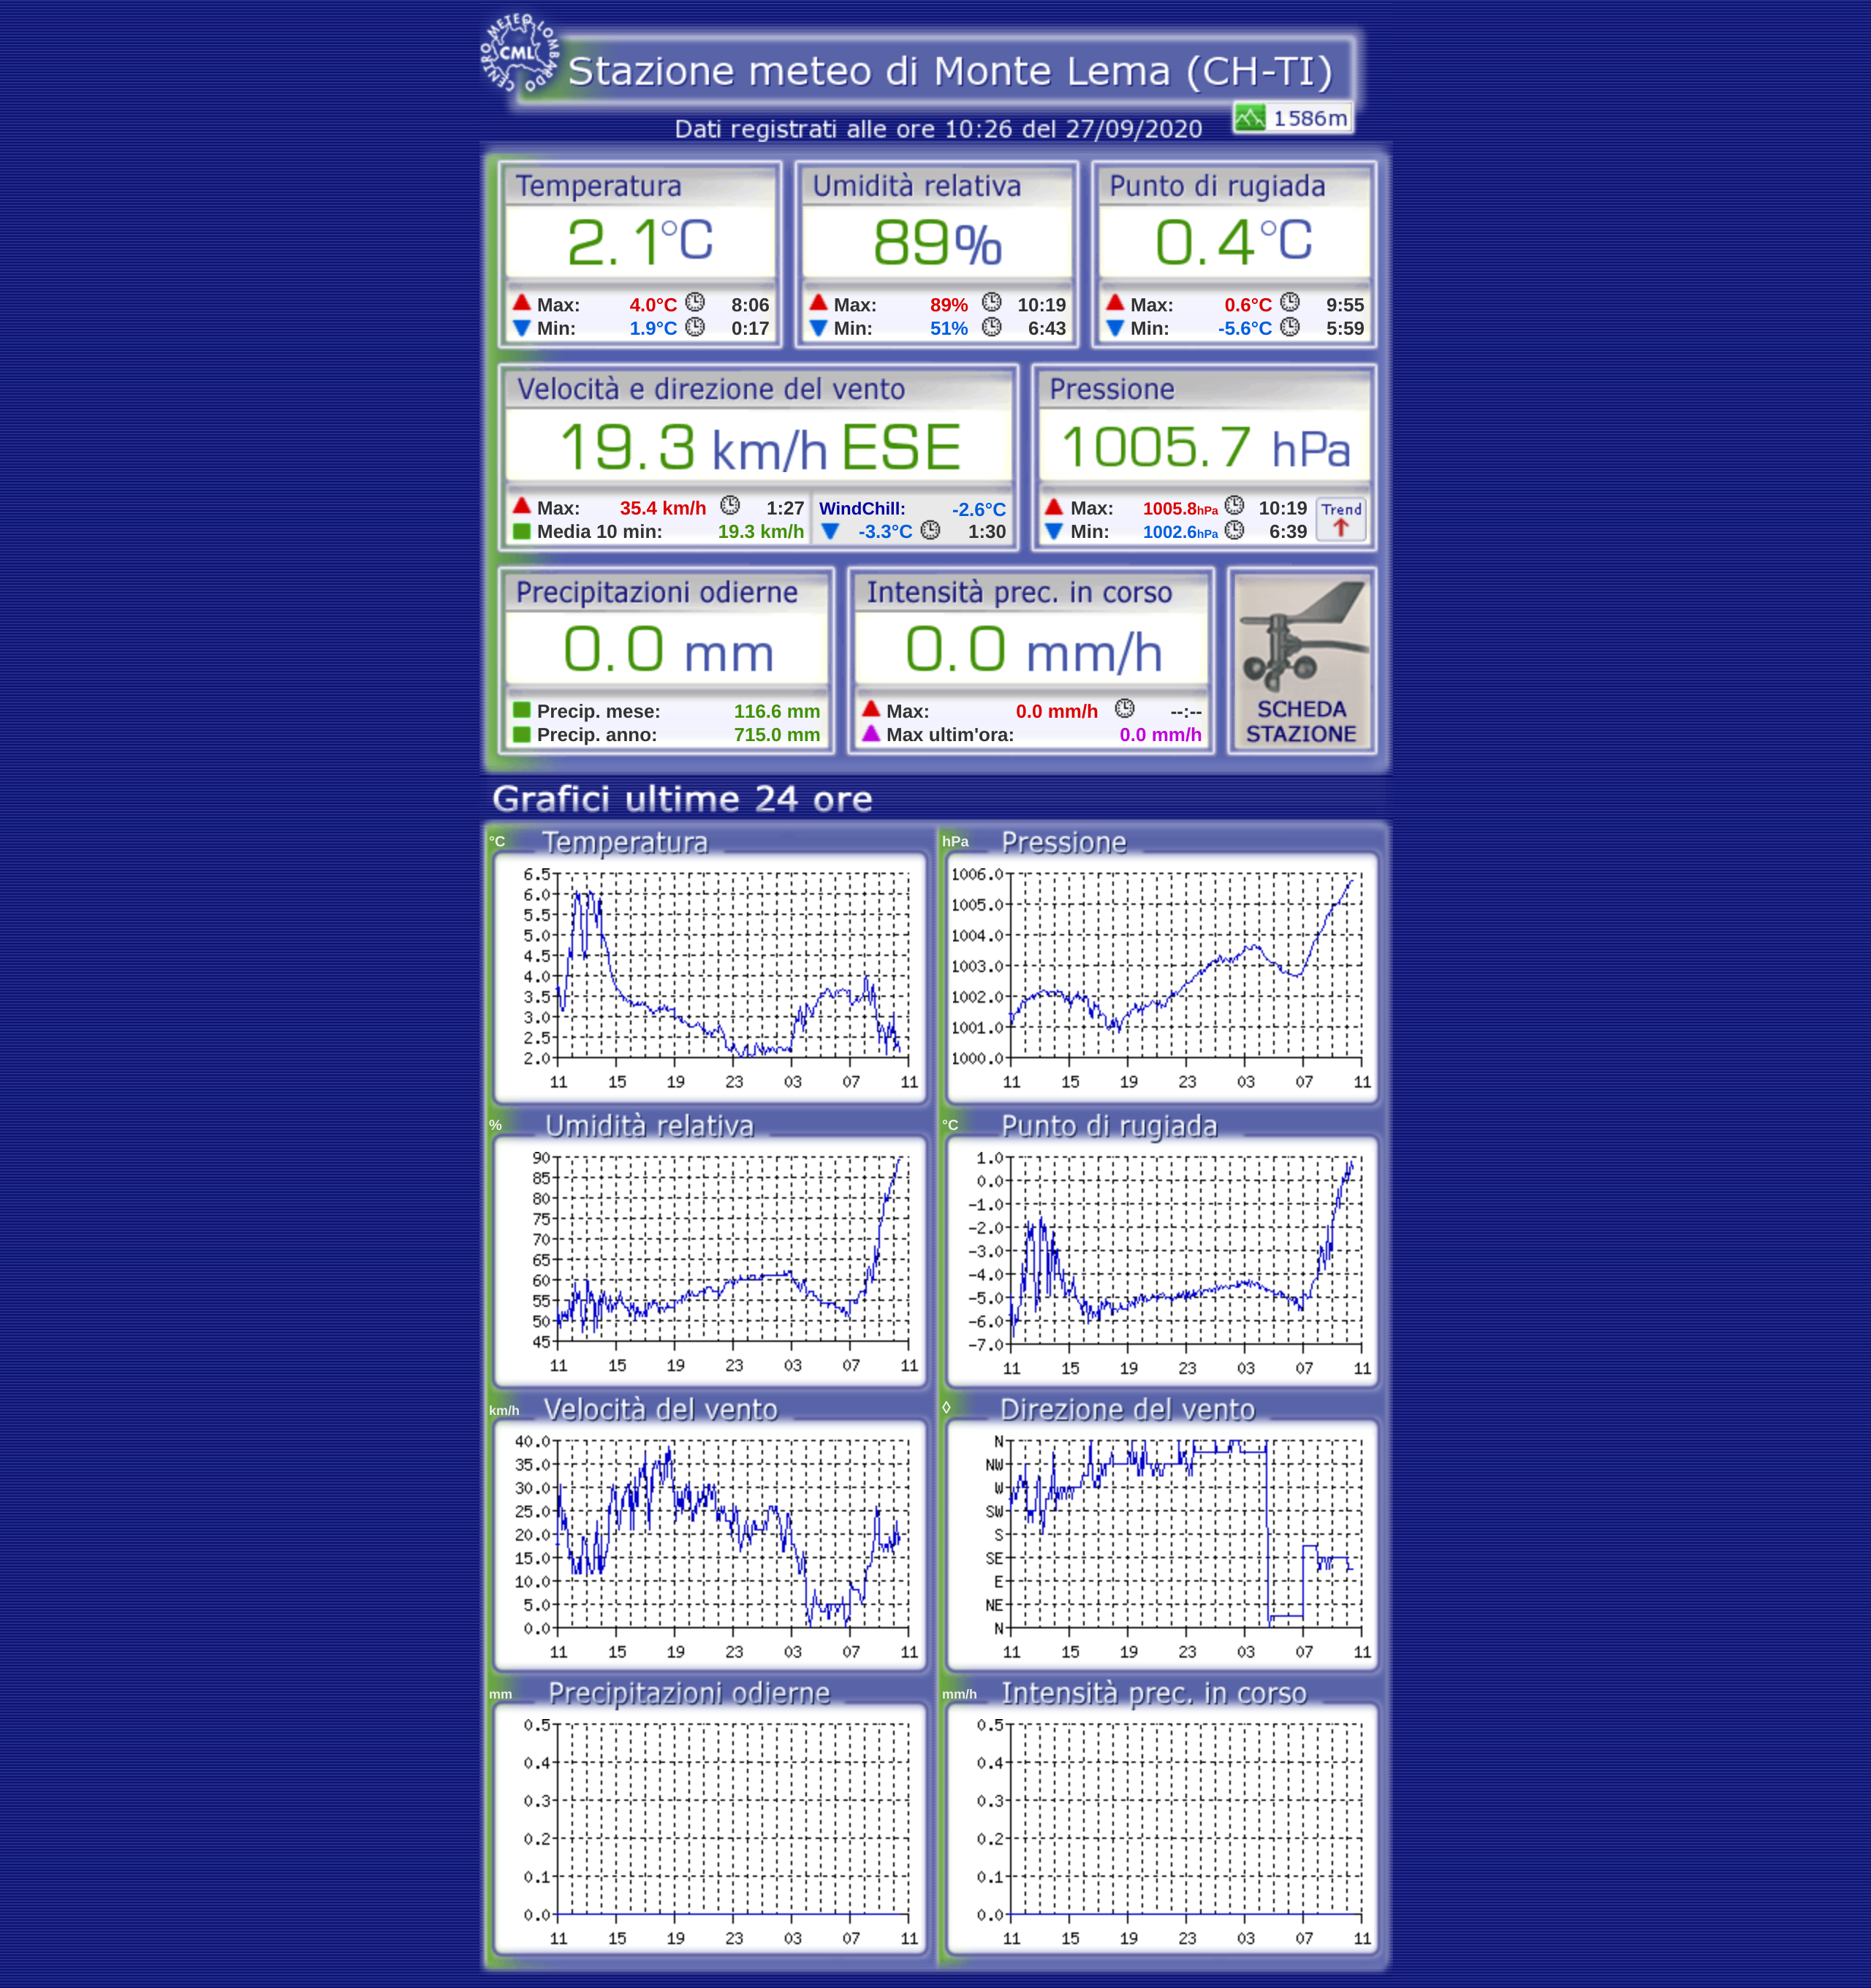 CENTRO METEO LOMBARDO
CML
Stazione meteo di Monte Lema (CH-TI)
1586m
Dati registrati alle ore 10:26 del 27/09/2020
Temperatura
2.1°C
Max: 4.0°C 8:06
Min: 1.9°C 0:17
Umidità relativa
89%
Max: 89% 10:19
Min: 51% 6:43
Punto di rugiada
0.4°C
Max: 0.6°C 9:55
Min: -5.6°C 5:59
Velocità e direzione del vento
19.3 km/h ESE
Max: 35.4 km/h 1:27
Media 10 min: 19.3 km/h
WindChill: -2.6°C
-3.3°C 1:30
Pressione
1005.7 hPa
Max: 1005.8hPa 10:19
Min: 1002.6hPa 6:39
Trend
Precipitazioni odierne
0.0 mm
Precip. mese: 116.6 mm
Precip. anno: 715.0 mm
Intensità prec. in corso
0.0 mm/h
Max: 0.0 mm/h --:--
Max ultim'ora: 0.0 mm/h
SCHEDA
STAZIONE
Grafici ultime 24 ore
°C Temperatura
6.5
6.0
5.5
5.0
4.5
4.0
3.5
3.0
2.5
2.0
11 15 19 23 03 07 11
hPa Pressione
1006.0
1005.0
1004.0
1003.0
1002.0
1001.0
1000.0
11 15 19 23 03 07 11
% Umidità relativa
90
85
80
75
70
65
60
55
50
45
11 15 19 23 03 07 11
°C Punto di rugiada
1.0
0.0
-1.0
-2.0
-3.0
-4.0
-5.0
-6.0
-7.0
11 15 19 23 03 07 11
km/h Velocità del vento
40.0
35.0
30.0
25.0
20.0
15.0
10.0
5.0
0.0
11 15 19 23 03 07 11
◊ Direzione del vento
N
NW
W
SW
S
SE
E
NE
N
11 15 19 23 03 07 11
mm Precipitazioni odierne
0.5
0.4
0.3
0.2
0.1
0.0
11 15 19 23 03 07 11
mm/h Intensità prec. in corso
0.5
0.4
0.3
0.2
0.1
0.0
11 15 19 23 03 07 11